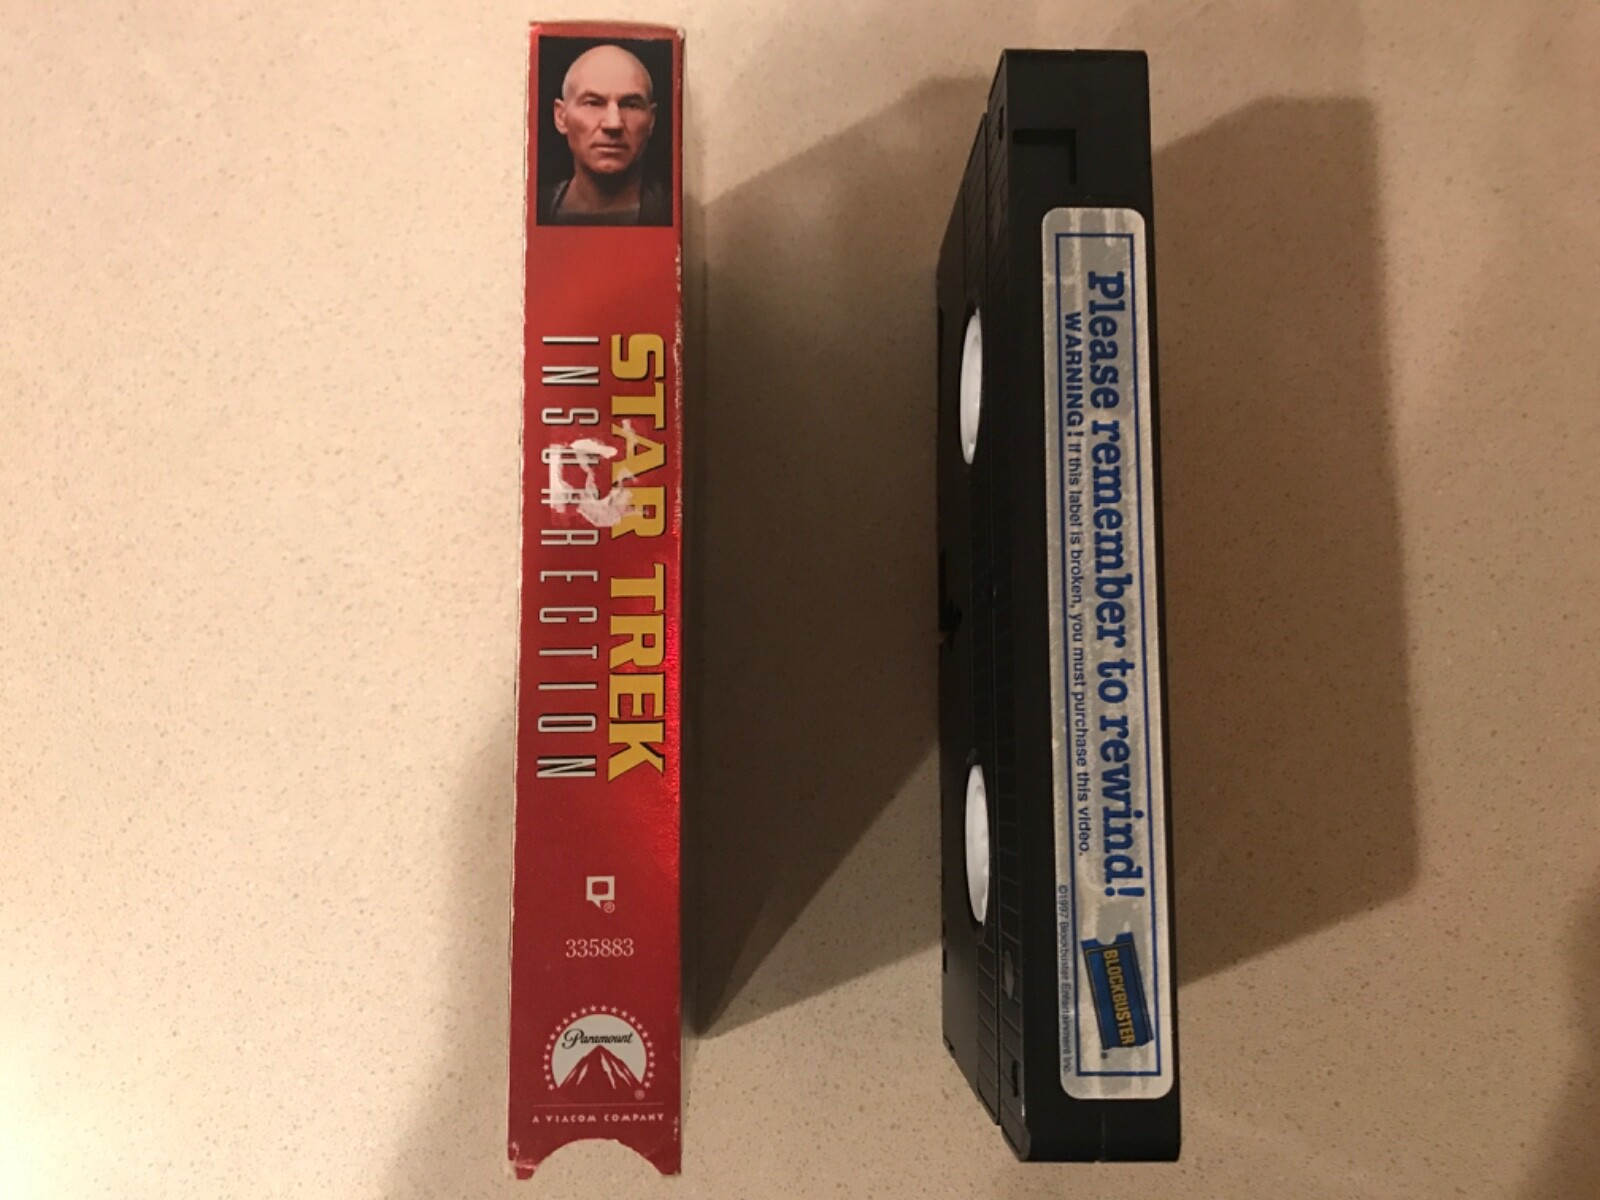 STAR TREK
INSURRECTION
®
335883
Paramount
®
A VIACOM COMPANY
Please remember to rewind!
WARNING! If this label is broken, you must purchase this video.
©1997 Blockbuster Entertainment Inc.
BLOCKBUSTER®